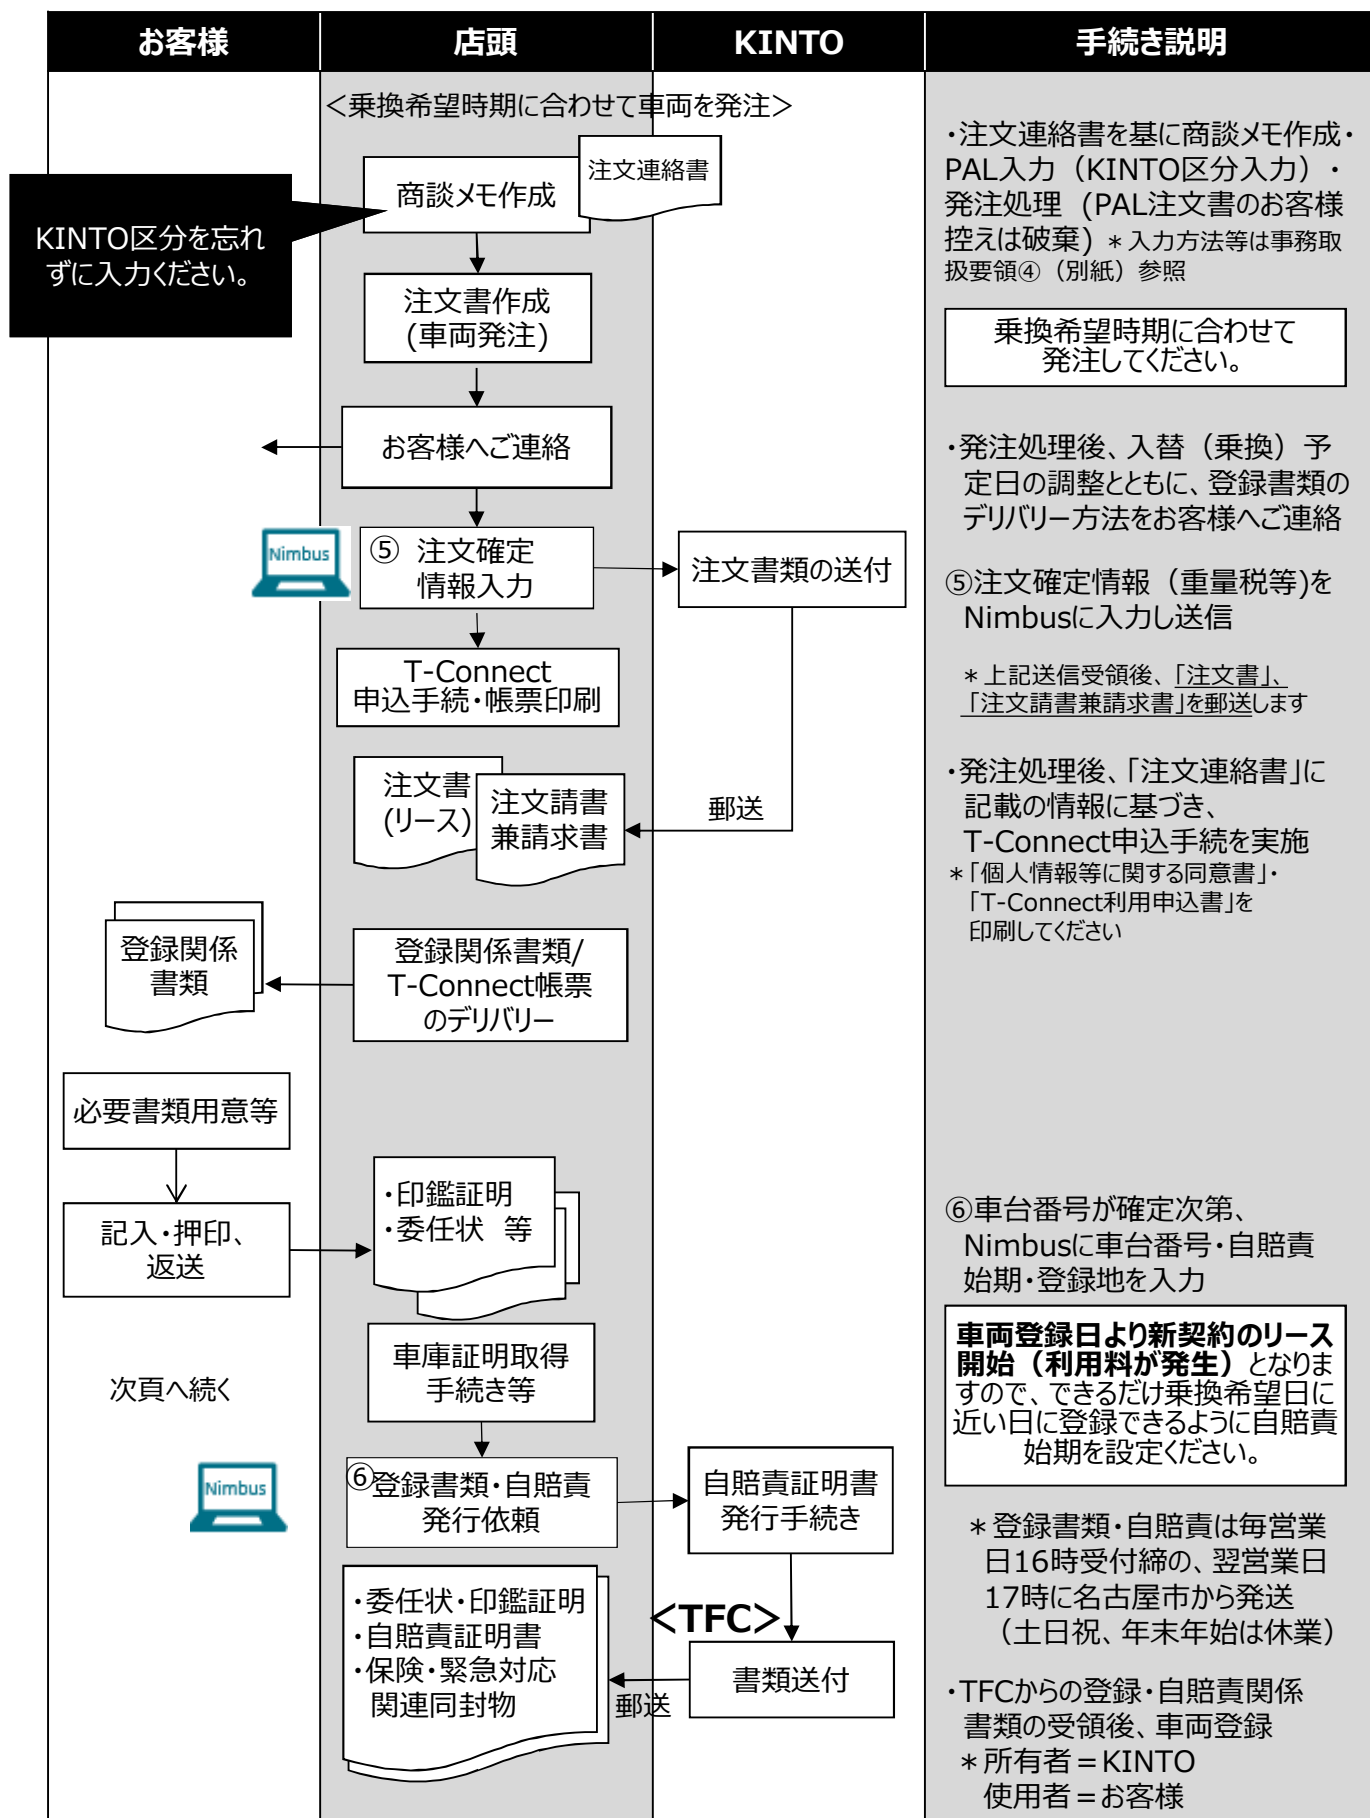 お客様
店頭
KINTO
手続き説明
＜乗換希望時期に合わせて車両を発注＞
注文連絡書
商談メモ作成
KINTO区分を忘れ
ずに入力ください。
注文書作成
(車両発注)
お客様へご連絡
Nimbus
⑤ 注文確定
情報入力
注文書類の送付
T-Connect
申込手続・帳票印刷
注文書
(リース)
注文請書
兼請求書
郵送
登録関係
書類
登録関係書類/
T-Connect帳票
のデリバリー
必要書類用意等
記入・押印、
返送
・印鑑証明
・委任状 等
車庫証明取得
手続き等
次頁へ続く
Nimbus
⑥
登録書類・自賠責
発行依頼
自賠責証明書
発行手続き
・委任状・印鑑証明
・自賠責証明書
・保険・緊急対応
関連同封物
＜TFC＞
書類送付
郵送
・注文連絡書を基に商談メモ作成・
PAL入力（KINTO区分入力）・
発注処理 (PAL注文書のお客様
控えは破棄) ＊入力方法等は事務取
扱要領④（別紙）参照
乗換希望時期に合わせて
発注してください。
・発注処理後、入替（乗換）予
定日の調整とともに、登録書類の
デリバリー方法をお客様へご連絡
⑤注文確定情報（重量税等)を
Nimbusに入力し送信
＊上記送信受領後、「注文書」、
「注文請書兼請求書」を郵送します
・発注処理後、「注文連絡書」に
記載の情報に基づき、
T-Connect申込手続を実施
＊「個人情報等に関する同意書」・
「T-Connect利用申込書」を
印刷してください
⑥車台番号が確定次第、
Nimbusに車台番号・自賠責
始期・登録地を入力
車両登録日より新契約のリース
開始（利用料が発生）となりま
すので、できるだけ乗換希望日に
近い日に登録できるように自賠責
始期を設定ください。
＊登録書類・自賠責は毎営業
日16時受付締の、翌営業日
17時に名古屋市から発送
（土日祝、年末年始は休業）
・TFCからの登録・自賠責関係
書類の受領後、車両登録
＊所有者＝KINTO
使用者＝お客様